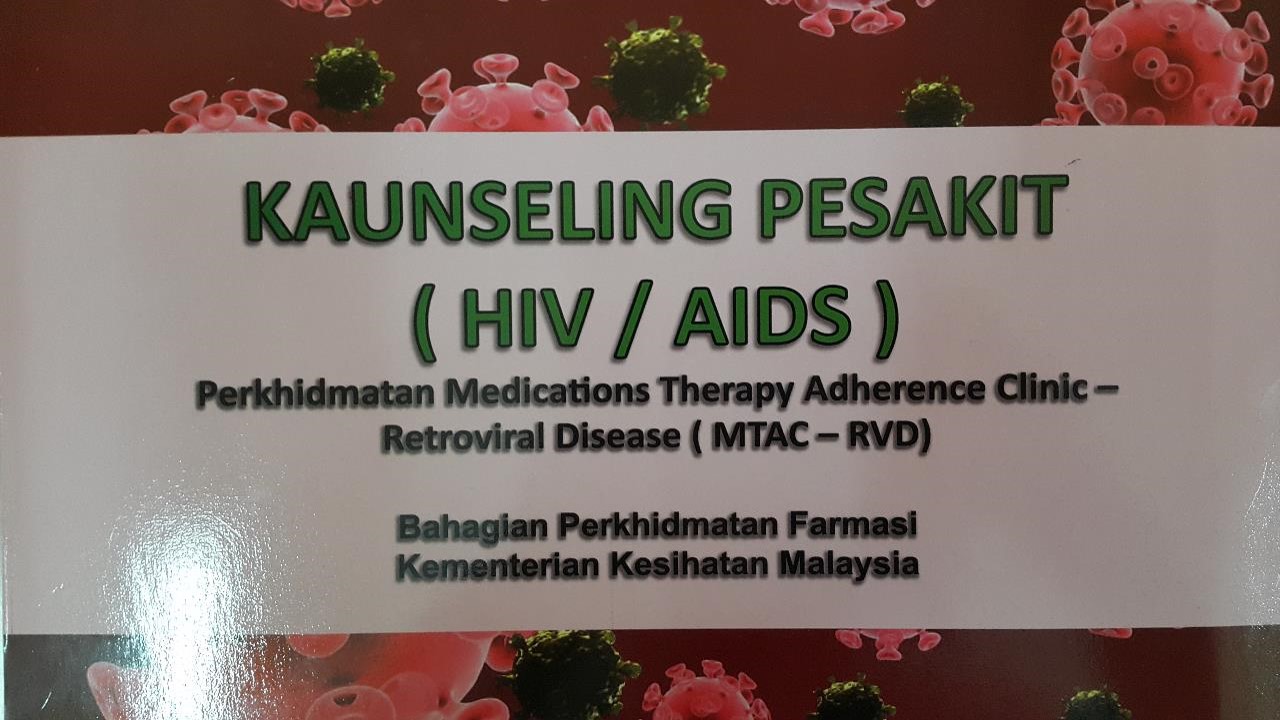 KAUNSELING PESAKIT
( HIV / AIDS )
Perkhidmatan Medications Therapy Adherence Clinic –
Retroviral Disease ( MTAC – RVD)
Bahagian Perkhidmatan Farmasi
Kementerian Kesihatan Malaysia